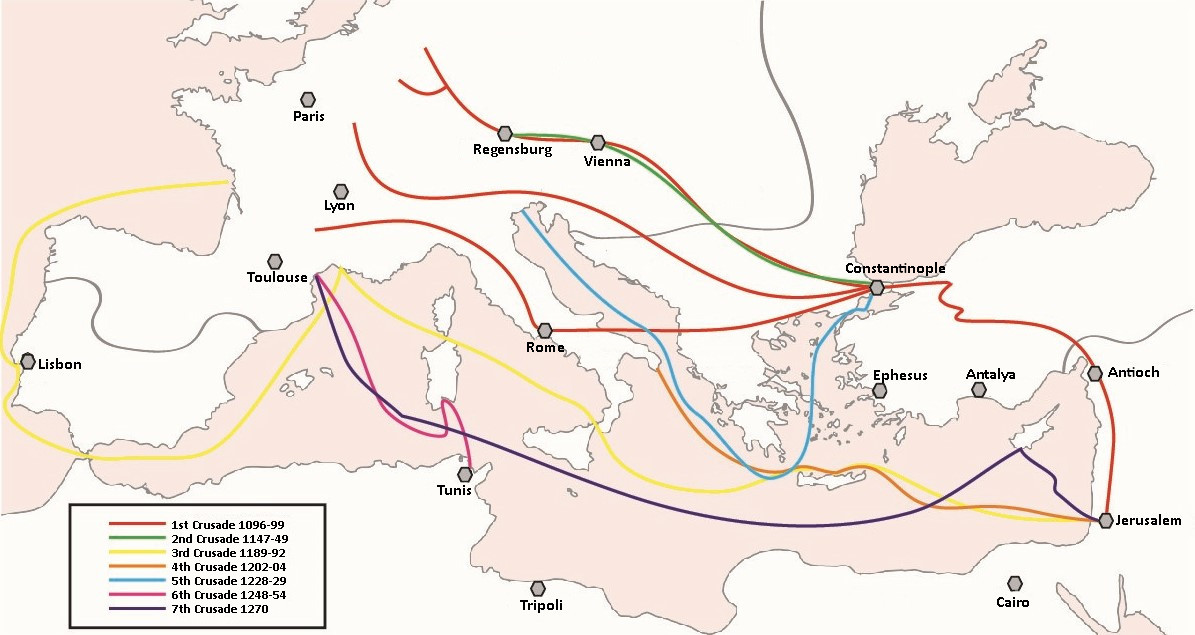 Paris
Regensburg
Vienna
Lyon
Toulouse
Constantinople
Rome
Lisbon
Ephesus
Antalya
Antioch
Tunis
Jerusalem
Tripoli
Cairo
1st Crusade 1096-99
2nd Crusade 1147-49
3rd Crusade 1189-92
4th Crusade 1202-04
5th Crusade 1228-29
6th Crusade 1248-54
7th Crusade 1270